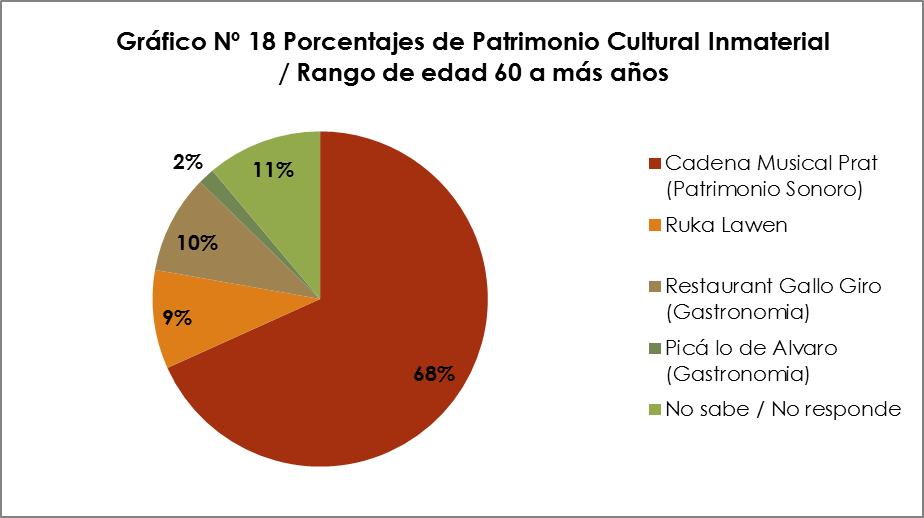 Gráfico Nº 18 Porcentajes de Patrimonio Cultural Inmaterial
/ Rango de edad 60 a más años
2%
11%
10%
9%
68%
Cadena Musical Prat
(Patrimonio Sonoro)
Ruka Lawen
Restaurant Gallo Giro
(Gastronomia)
Picá lo de Alvaro
(Gastronomia)
No sabe / No responde